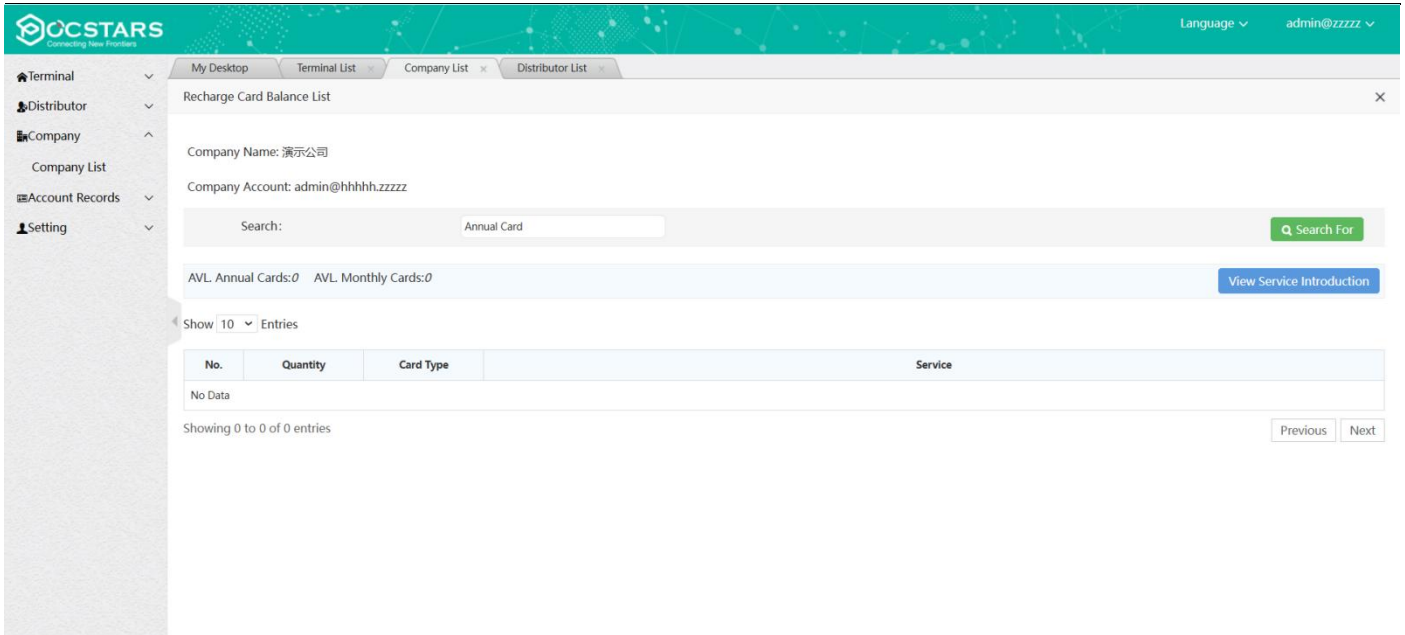 POCSTARS
Connecting New Frontiers
Language
admin@zzzzz
Terminal
Distributor
Company
Company List
Account Records
Setting
My Desktop
Terminal List
Company List
Distributor List
Recharge Card Balance List
Company Name: 演示公司
Company Account: admin@hhhhh.zzzzz
Search:
Annual Card
Search For
AVL. Annual Cards:0 AVL. Monthly Cards:0
View Service Introduction
Show 10 Entries
No. Quantity Card Type Service
No Data
Showing 0 to 0 of 0 entries
Previous Next